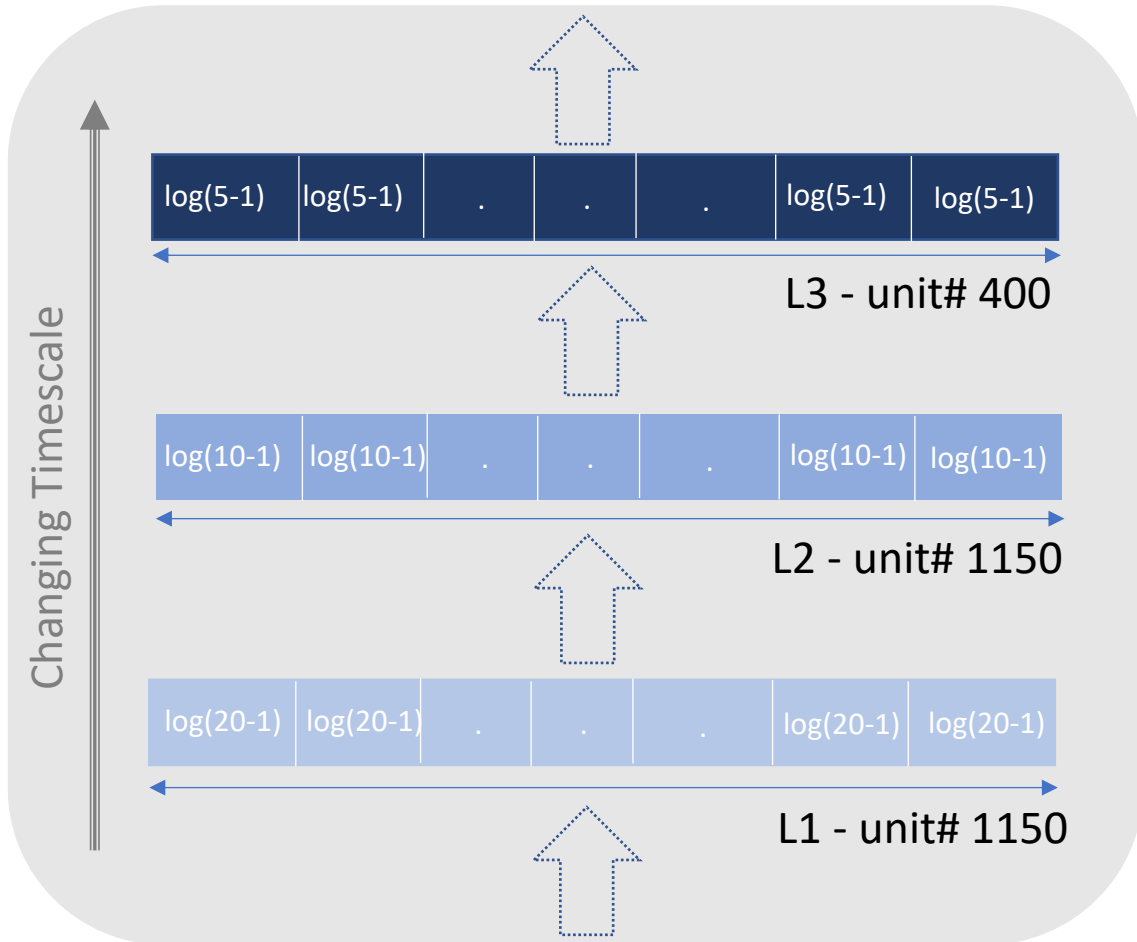 Changing Timescale
log(5-1) log(5-1) . . . log(5-1) log(5-1)
L3 - unit# 400
log(10-1) log(10-1) . . . log(10-1) log(10-1)
L2 - unit# 1150
log(20-1) log(20-1) . . . log(20-1) log(20-1)
L1 - unit# 1150